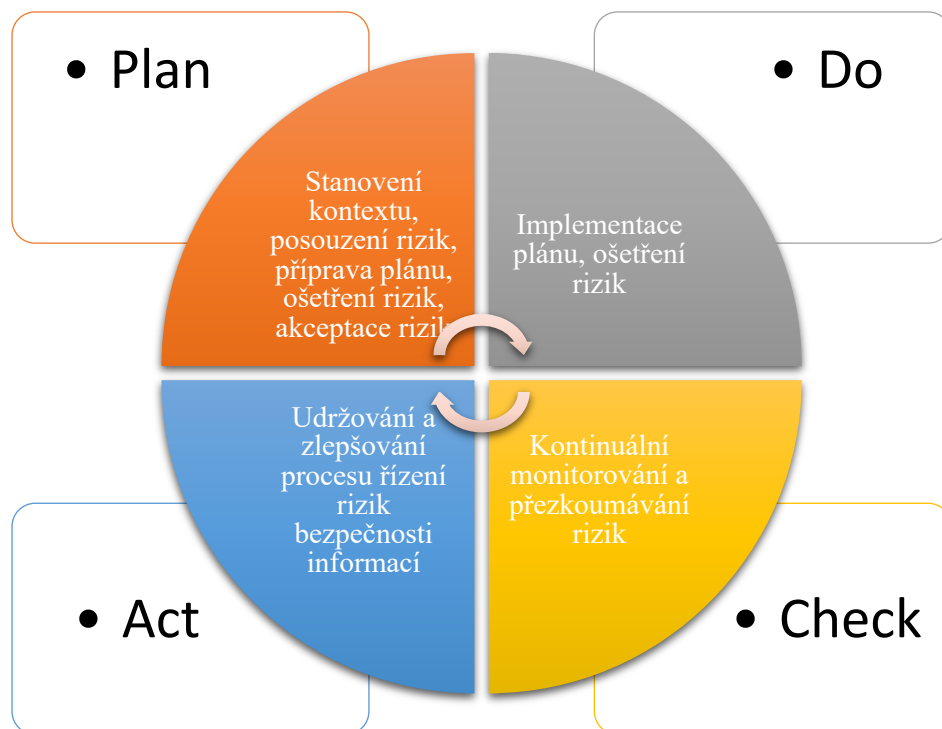 • Plan
• Do
Stanovení
kontextu,
posouzení rizik,
příprava plánu,
ošetření rizik,
akceptace rizik
Implementace
plánu, ošetření
rizik
Udržování a
zlepšování
procesu řízení
rizik
bezpečnosti
informací
Kontinuální
monitorování a
přezkoumávání
rizik
• Act
• Check